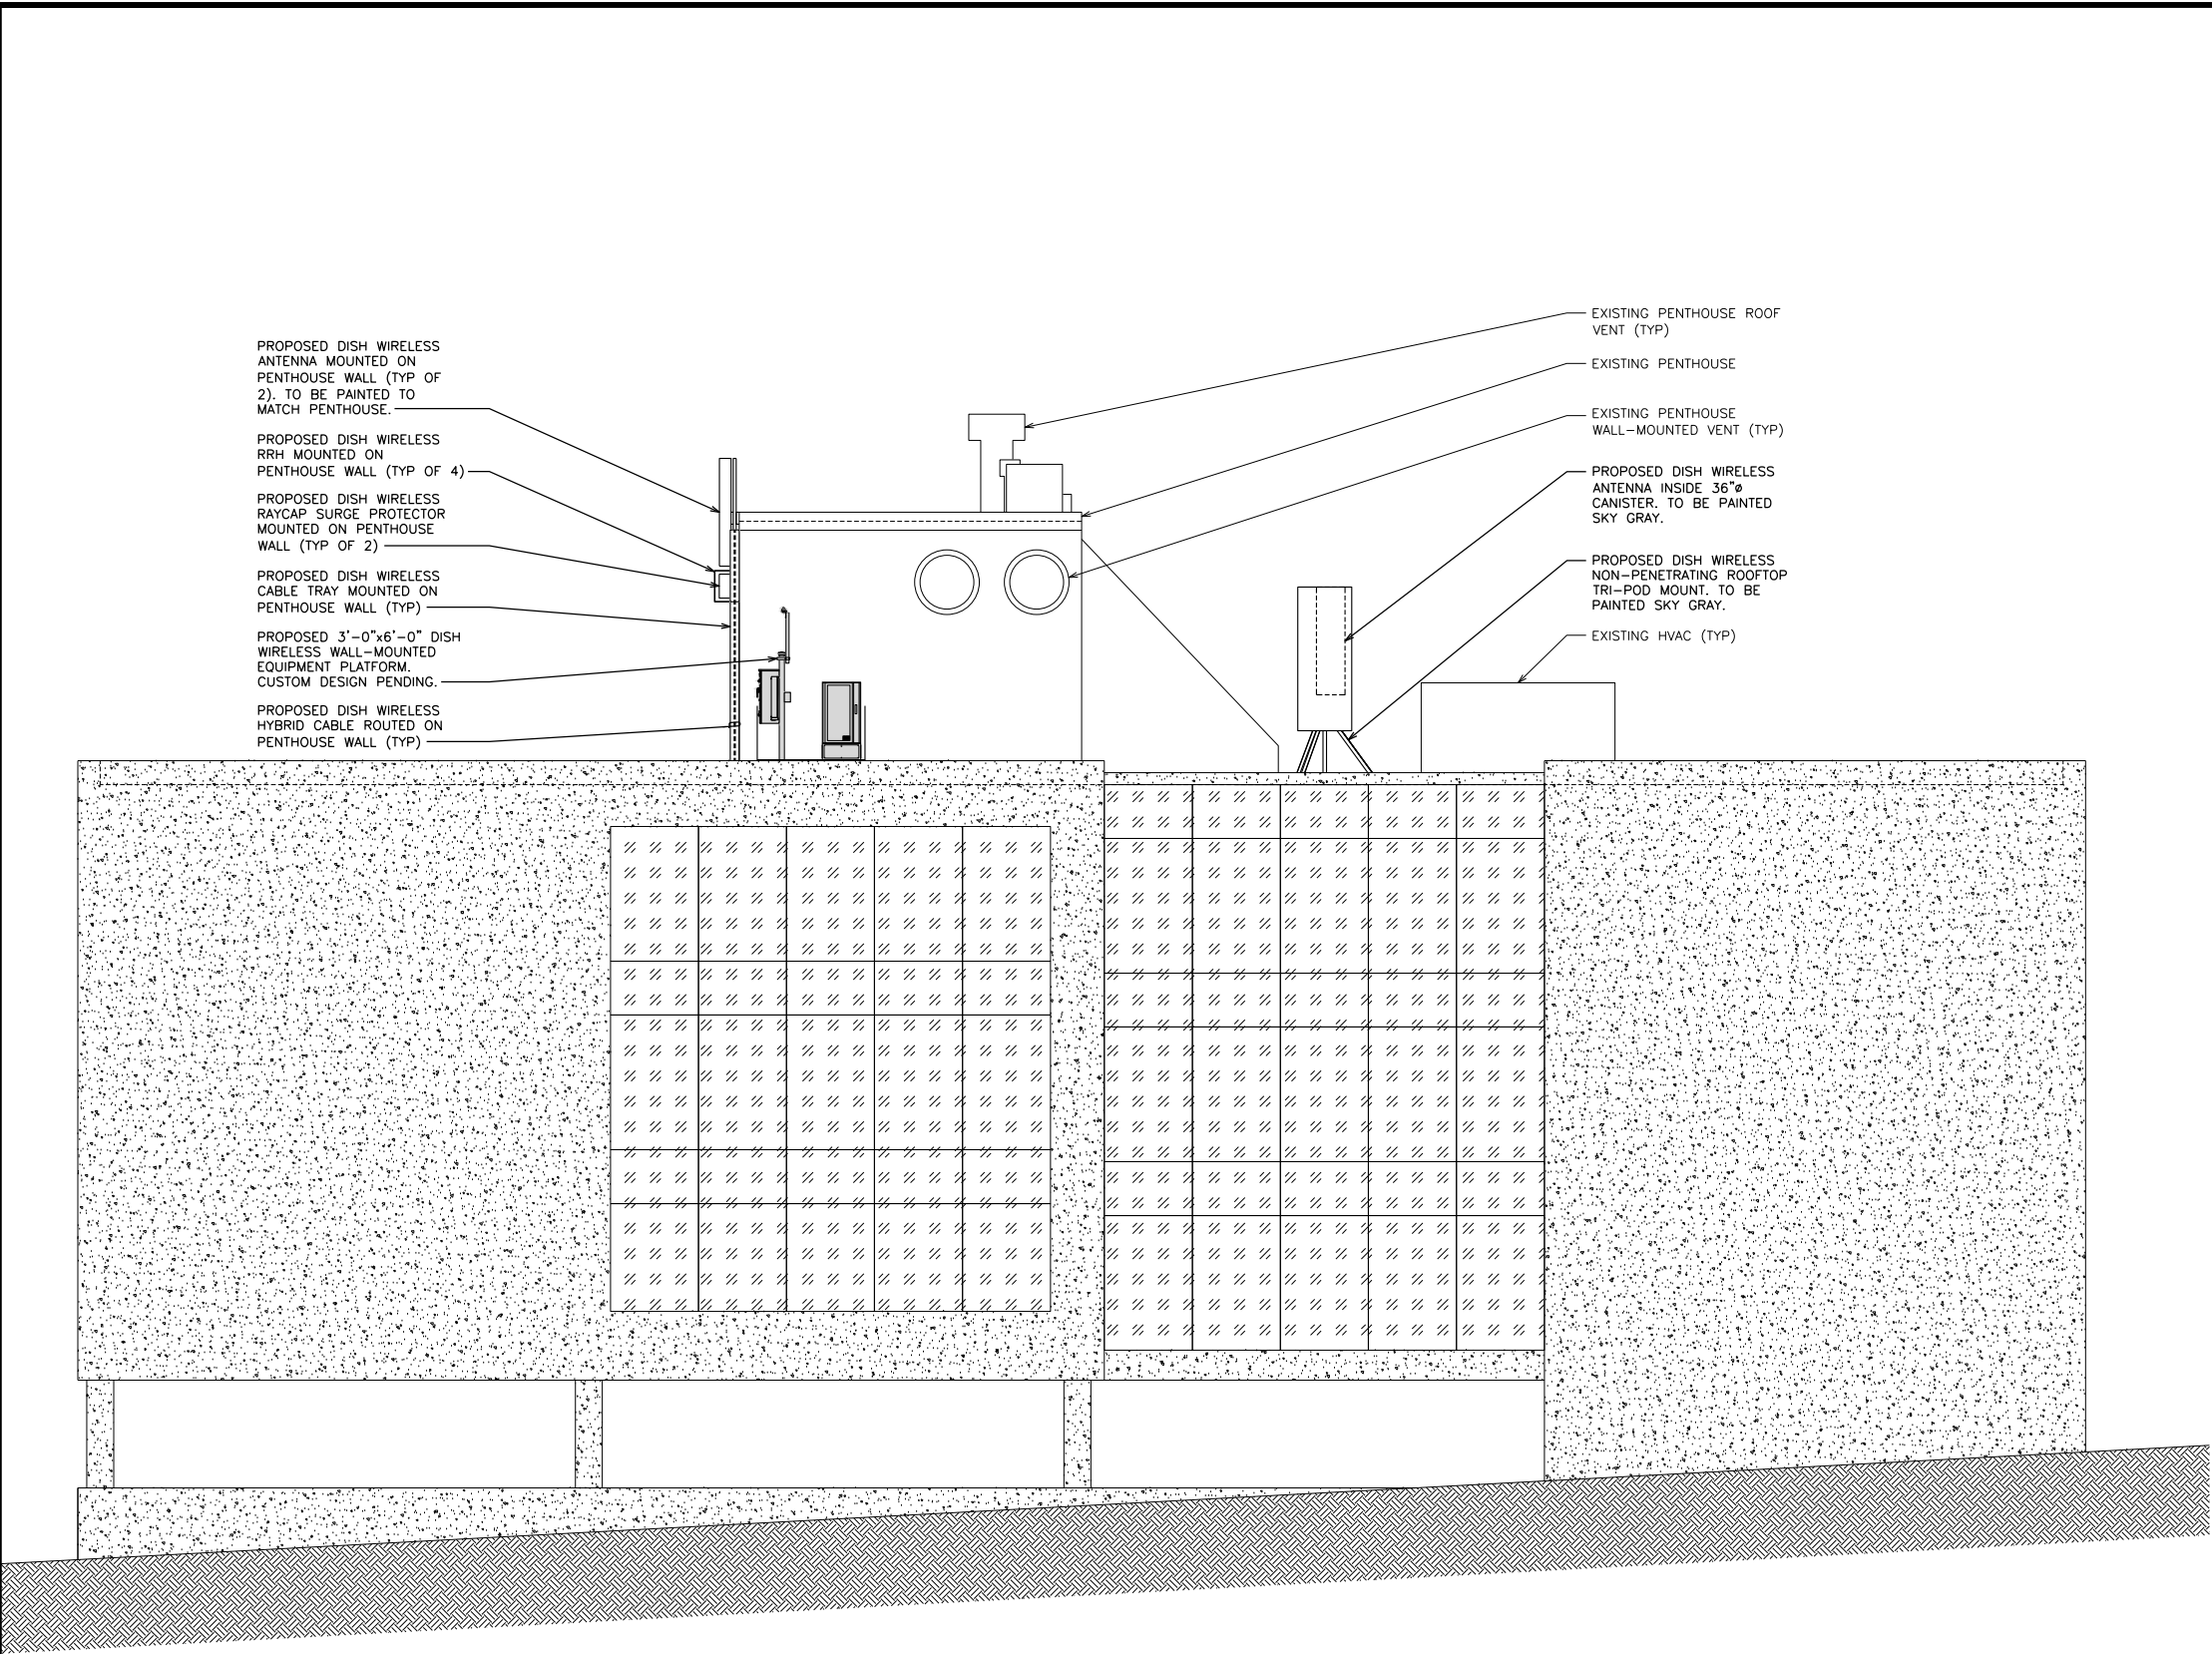 PROPOSED DISH WIRELESS
ANTENNA MOUNTED ON
PENTHOUSE WALL (TYP OF
2). TO BE PAINTED TO
MATCH PENTHOUSE.
PROPOSED DISH WIRELESS
RRH MOUNTED ON
PENTHOUSE WALL (TYP OF 4)
PROPOSED DISH WIRELESS
RAYCAP SURGE PROTECTOR
MOUNTED ON PENTHOUSE
WALL (TYP OF 2)
PROPOSED DISH WIRELESS
CABLE TRAY MOUNTED ON
PENTHOUSE WALL (TYP)
PROPOSED 3'-0"x6'-0" DISH
WIRELESS WALL-MOUNTED
EQUIPMENT PLATFORM.
CUSTOM DESIGN PENDING.
PROPOSED DISH WIRELESS
HYBRID CABLE ROUTED ON
PENTHOUSE WALL (TYP)
EXISTING PENTHOUSE ROOF
VENT (TYP)
EXISTING PENTHOUSE
EXISTING PENTHOUSE
WALL-MOUNTED VENT (TYP)
PROPOSED DISH WIRELESS
ANTENNA INSIDE 36"ø
CANISTER. TO BE PAINTED
SKY GRAY.
PROPOSED DISH WIRELESS
NON-PENETRATING ROOFTOP
TRI-POD MOUNT. TO BE
PAINTED SKY GRAY.
EXISTING HVAC (TYP)